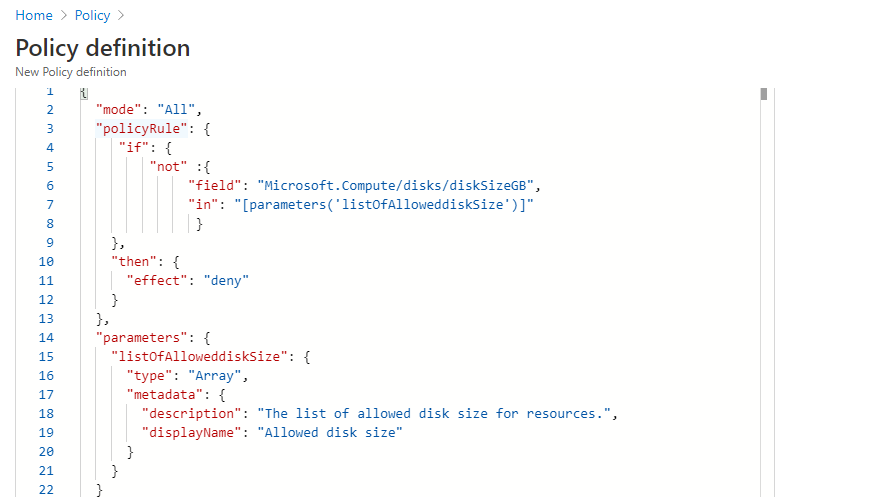 Home > Policy >
Policy definition
New Policy definition
1 {
2 "mode": "All",
3 "policyRule": {
4 "if": {
5 "not" :{
6 "field": "Microsoft.Compute/disks/diskSizeGB",
7 "in": "[parameters('listOfAlloweddiskSize')]"
8 }
9 },
10 "then": {
11 "effect": "deny"
12 }
13 },
14 "parameters": {
15 "listOfAlloweddiskSize": {
16 "type": "Array",
17 "metadata": {
18 "description": "The list of allowed disk size for resources.",
19 "displayName": "Allowed disk size"
20 }
21 }
22 }